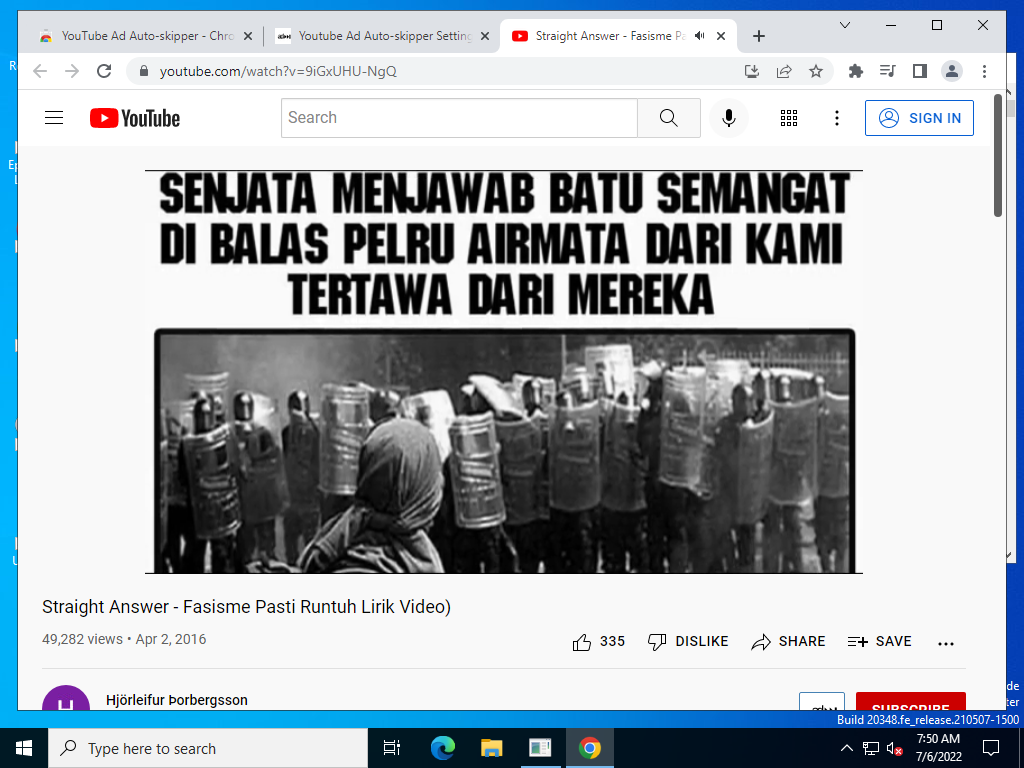 YouTube Ad Auto-skipper - Chro
Youtube Ad Auto-skipper Setting
Straight Answer - Fasisme Pa
youtube.com/watch?v=9iGxUHU-NgQ
YouTube
Search
SIGN IN
SENJATA MENJAWAB BATU SEMANGAT
DI BALAS PELRU AIRMATA DARI KAMI
TERTAWA DARI MEREKA
Straight Answer - Fasisme Pasti Runtuh Lirik Video)
49,282 views • Apr 2, 2016
335
DISLIKE
SHARE
SAVE
H
Hjörleifur Þorbergsson
SUBSCRIBE
Build 20348.fe_release.210507-1500
Type here to search
7:50 AM
7/6/2022